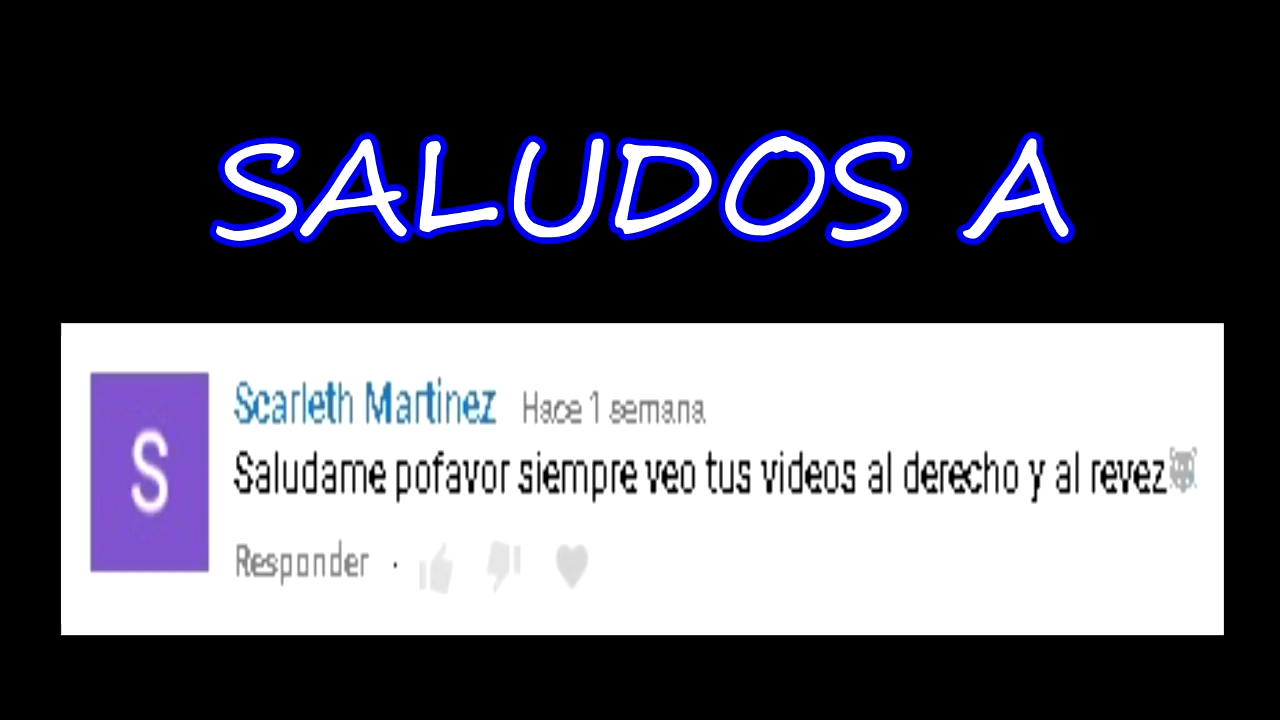 SALUDOS A
S
Scarleth Martinez Hace 1 semana
Saludame pofavor siempre veo tus videos al derecho y al revez
Responder ·